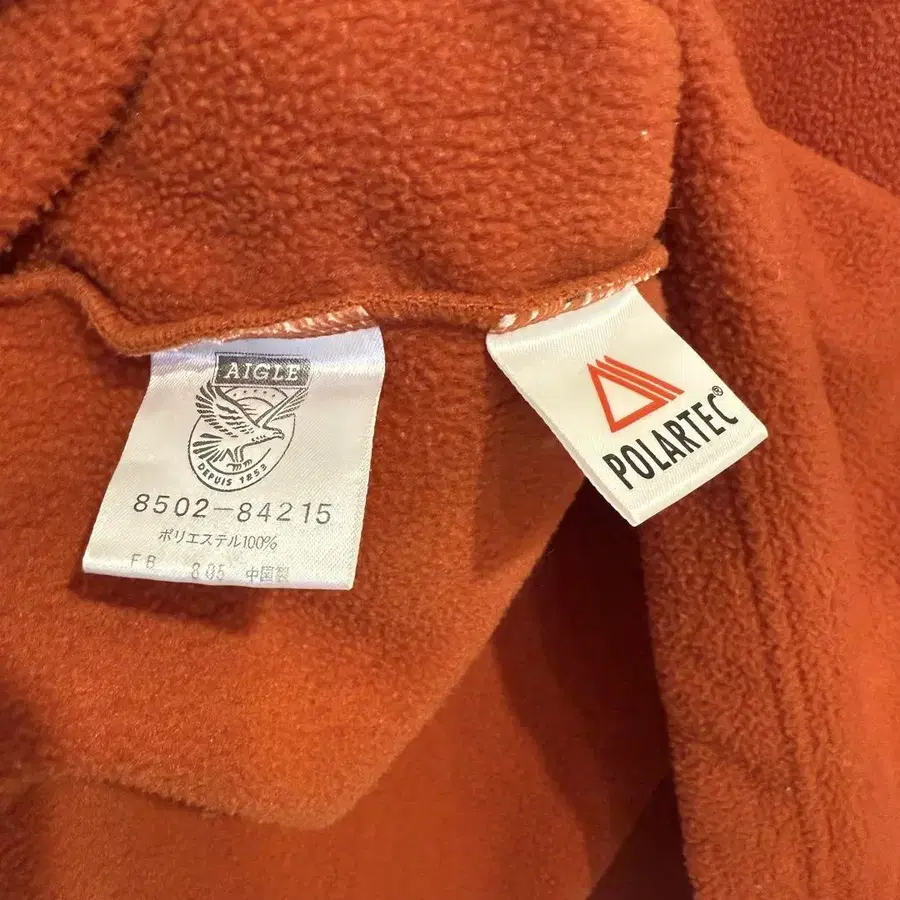 AIGLE
DEPUIS 1853
8502-84215
ポリエステル100%
FB 805 中国製
POLARTEC®